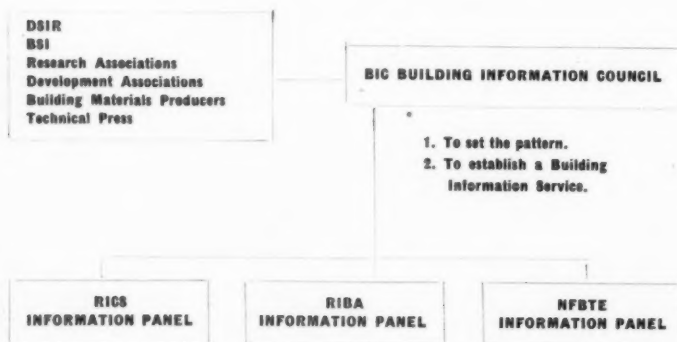 DSIR
BSI
Research Associations
Development Associations
Building Materials Producers
Technical Press
BIC BUILDING INFORMATION COUNCIL
1. To set the pattern.
2. To establish a Building
Information Service.
RICS
INFORMATION PANEL
RIBA
INFORMATION PANEL
NFBTE
INFORMATION PANEL